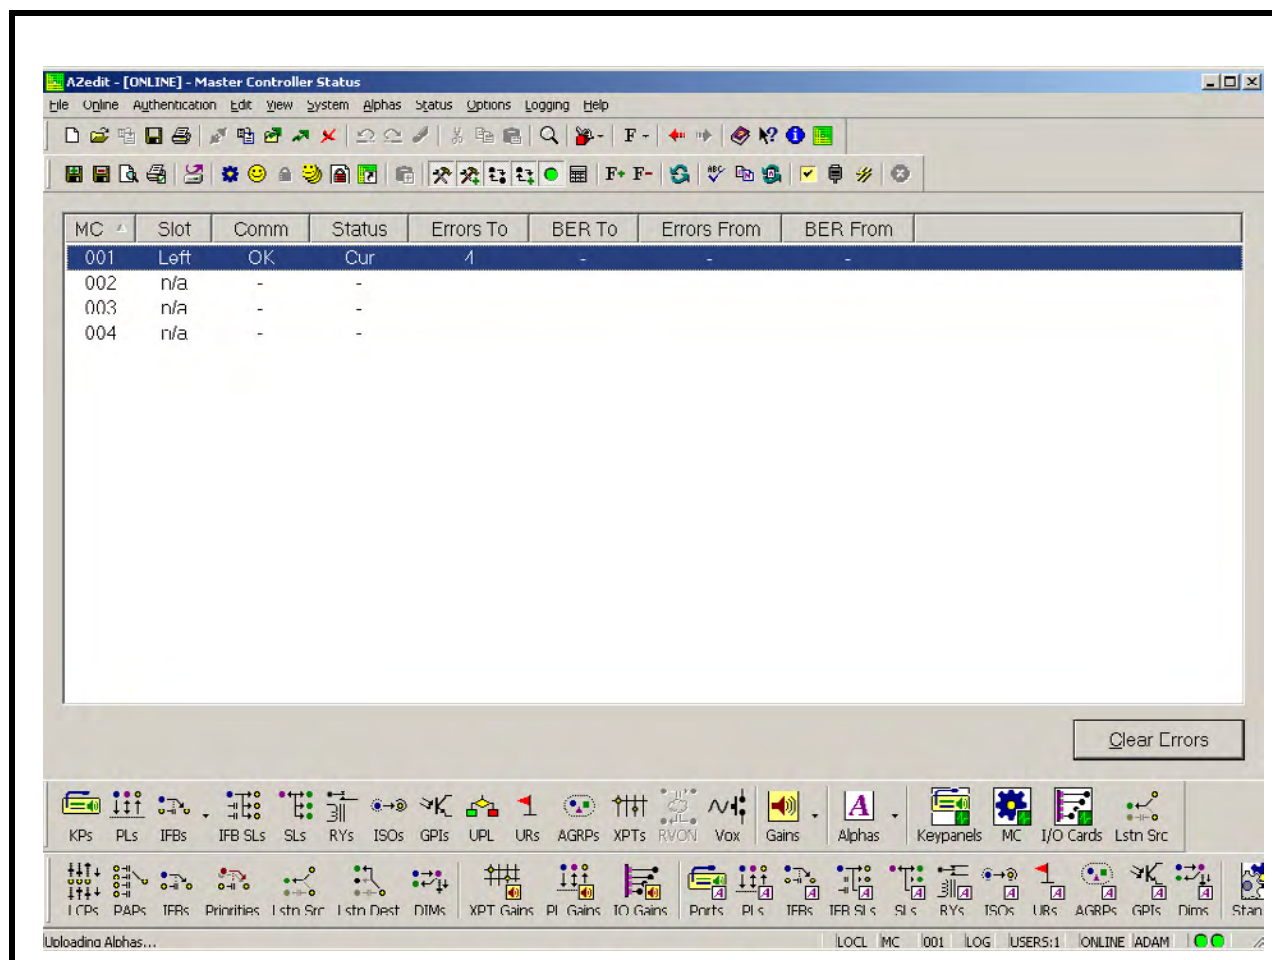 AZedit - [ONLINE] - Master Controller Status
File Online Authentication Edit View System Alphas Status Options Logging Help
MC Slot Comm Status Errors To BER To Errors From BER From
001 Left OK Cur 4 - - -
002 n/a - -
003 n/a - -
004 n/a - -
Clear Errors
KPs PLs IFBs IFB SLs SLs RYs ISOs GPIs UPL URs AGRPs XPTs RVON Vox Gains Alphas Keypanels MC I/O Cards Lstn Src
LCPs PAPs IFBs Priorities Lstn Src Lstn Dest DIMs XPT Gains PL Gains IO Gains Ports PLs IFBs IFB SLs SLs RYs ISOs URs AGRPs GPIs Dims Stan
Uploading Alphas... LOCL MC 001 LOG USERS:1 ONLINE ADAM